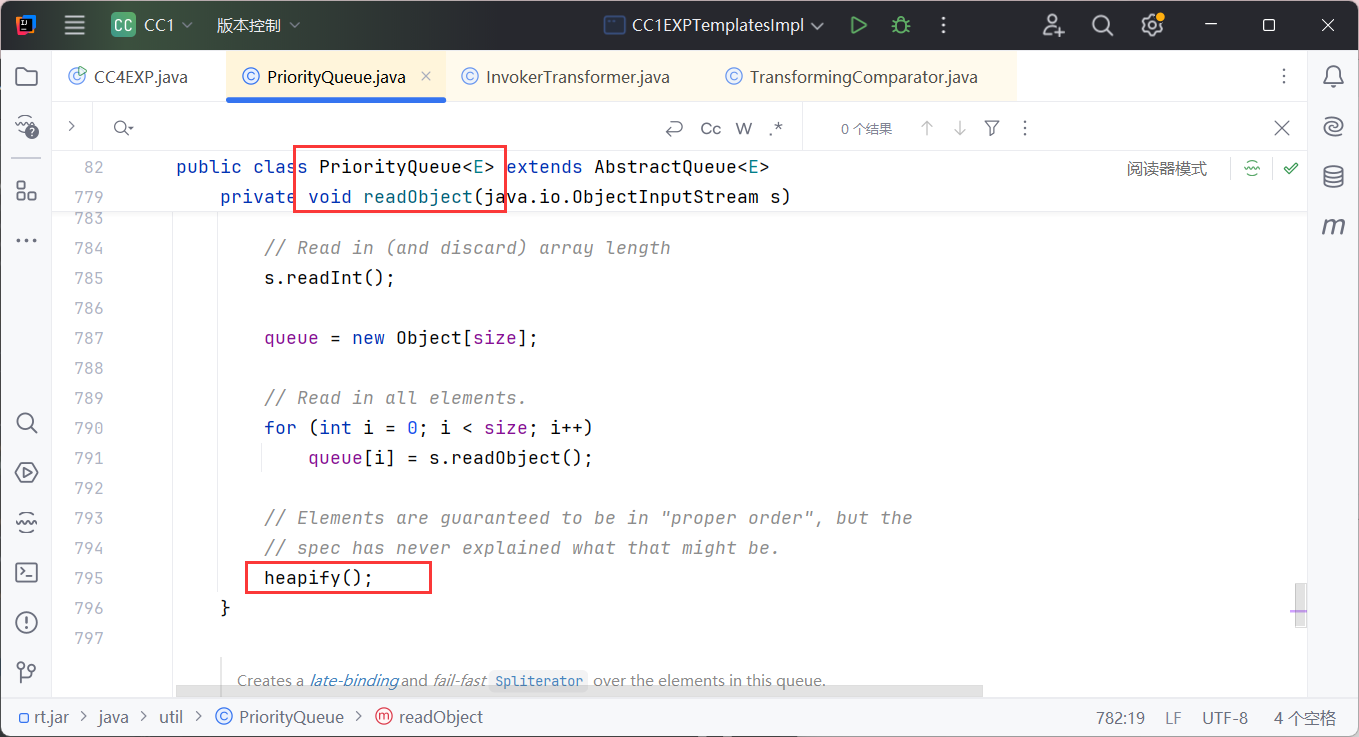 CC CC1 版本控制 CC1EXPTemplatesImpl
CC4EXP.java PriorityQueue.java InvokerTransformer.java TransformingComparator.java
Cc W .* 0 个结果
82 public class PriorityQueue<E> extends AbstractQueue<E> 阅读器模式
779 private void readObject(java.io.ObjectInputStream s)
783
784 // Read in (and discard) array length
785 s.readInt();
786
787 queue = new Object[size];
788
789 // Read in all elements.
790 for (int i = 0; i < size; i++)
791 queue[i] = s.readObject();
792
793 // Elements are guaranteed to be in "proper order", but the
794 // spec has never explained what that might be.
795 heapify();
796 }
797
Creates a late-binding and fail-fast Spliterator over the elements in this queue.
rt.jar > java > util > PriorityQueue > readObject 782:19 LF UTF-8 4 个空格